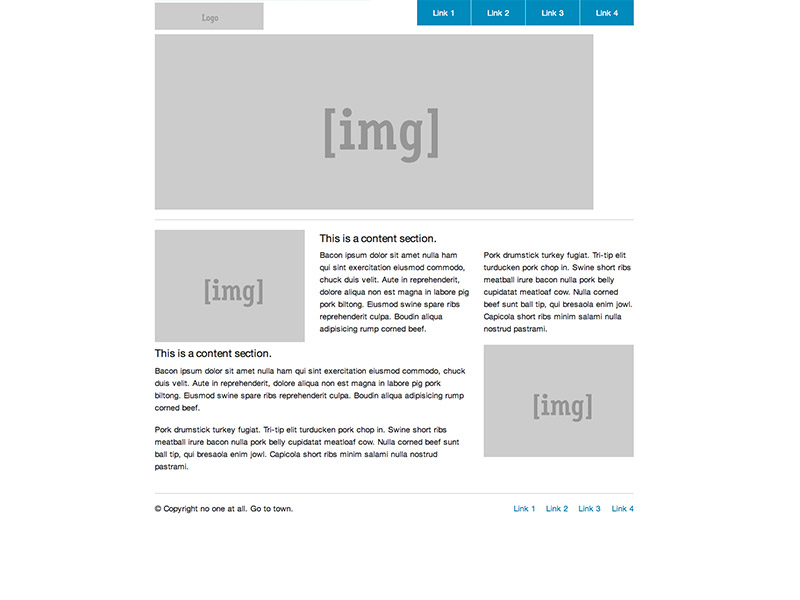 Logo
Link 1 Link 2 Link 3 Link 4
[img]
[img]
This is a content section.
Bacon ipsum dolor sit amet nulla ham
qui sint exercitation eiusmod commodo,
chuck duis velit. Aute in reprehenderit,
dolore aliqua non est magna in labore pig
pork biltong. Eiusmod swine spare ribs
reprehenderit culpa. Boudin aliqua
adipisicing rump corned beef.
Pork drumstick turkey fugiat. Tri-tip elit
turducken pork chop in. Swine short ribs
meatball irure bacon nulla pork belly
cupidatat meatloaf cow. Nulla corned
beef sunt ball tip, qui bresaola enim jowl.
Capicola short ribs minim salami nulla
nostrud pastrami.
This is a content section.
Bacon ipsum dolor sit amet nulla ham qui sint exercitation eiusmod commodo, chuck
duis velit. Aute in reprehenderit, dolore aliqua non est magna in labore pig pork
biltong. Eiusmod swine spare ribs reprehenderit culpa. Boudin aliqua adipisicing rump
corned beef.
Pork drumstick turkey fugiat. Tri-tip elit turducken pork chop in. Swine short ribs
meatball irure bacon nulla pork belly cupidatat meatloaf cow. Nulla corned beef sunt
ball tip, qui bresaola enim jowl. Capicola short ribs minim salami nulla nostrud
pastrami.
[img]
© Copyright no one at all. Go to town.
Link 1 Link 2 Link 3 Link 4